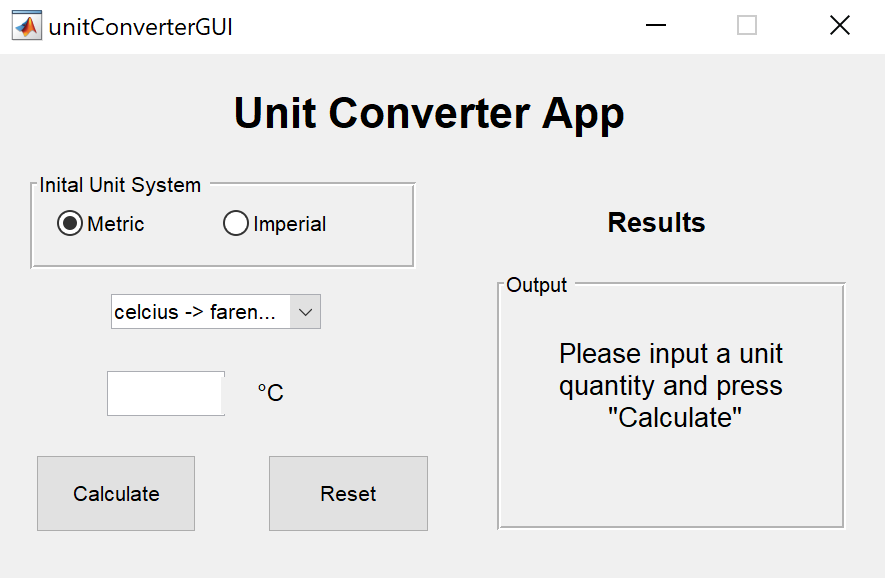 unitConverterGUI
Unit Converter App
Inital Unit System
Metric
Imperial
celcius -> faren...
°C
Calculate
Reset
Results
Output
Please input a unit
quantity and press
"Calculate"